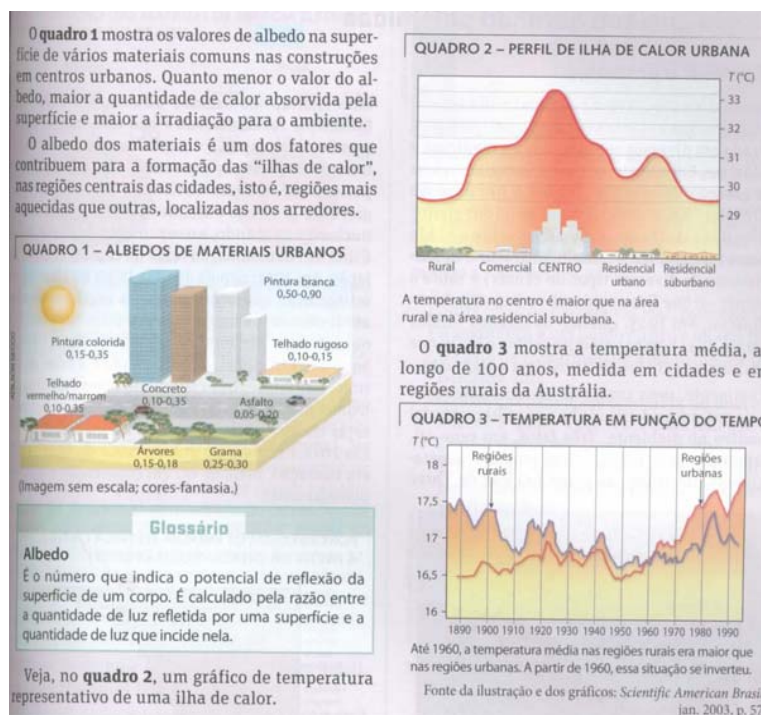 O quadro 1 mostra os valores de albedo na super-
fície de vários materiais comuns nas construções
em centros urbanos. Quanto menor o valor do al-
bedo, maior a quantidade de calor absorvida pela
superfície e maior a irradiação para o ambiente.
O albedo dos materiais é um dos fatores que
contribuem para a formação das “ilhas de calor”,
nas regiões centrais das cidades, isto é, regiões mais
aquecidas que outras, localizadas nos arredores.
QUADRO 1 – ALBEDOS DE MATERIAIS URBANOS
Pintura branca
0,50-0,90
Pintura colorida
0,15-0,35
Telhado rugoso
0,10-0,15
Telhado
vermelho/marrom
0,10-0,35
Concreto
0,10-0,35
Asfalto
0,05-0,20
Árvores
0,15-0,18
Grama
0,25-0,30
(Imagem sem escala; cores-fantasia.)
Glossário
Albedo
É o número que indica o potencial de reflexão da
superfície de um corpo. É calculado pela razão entre
a quantidade de luz refletida por uma superfície e a
quantidade de luz que incide nela.
Veja, no quadro 2, um gráfico de temperatura
representativo de uma ilha de calor.
QUADRO 2 – PERFIL DE ILHA DE CALOR URBANA
T (°C)
33
32
31
30
29
Rural Comercial CENTRO Residencial urbano Residencial suburbano
A temperatura no centro é maior que na área
rural e na área residencial suburbana.
O quadro 3 mostra a temperatura média, a
longo de 100 anos, medida em cidades e e
regiões rurais da Austrália.
QUADRO 3 – TEMPERATURA EM FUNÇÃO DO TEMPO
T (°C)
18
17,5
17
16,5
16
Regiões
rurais
Regiões
urbanas
1890 1900 1910 1920 1930 1940 1950 1960 1970 1980 1990
Até 1960, a temperatura média nas regiões rurais era maior que
nas regiões urbanas. A partir de 1960, essa situação se inverteu.
Fonte da ilustração e dos gráficos: Scientific American Brasil
jan. 2003, p. 57